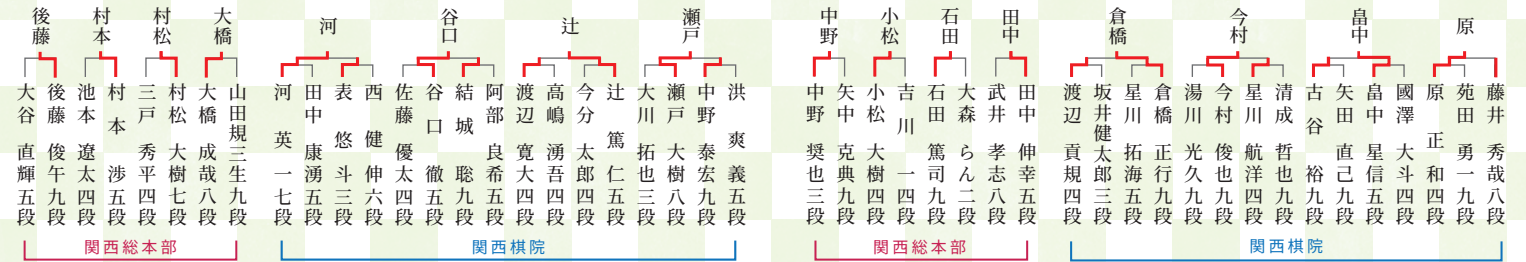 後藤
村本
村松
大橋
河
谷口
辻
瀬戸
中野
小松
石田
田中
倉橋
今村
畠中
原
大谷 直輝五段
後藤 俊午九段
池本 遼太四段
村本 渉五段
三戸 秀平四段
村松 大樹七段
大橋 成哉八段
山田規三生九段
河 英一七段
田中 康湧五段
表 悠斗三段
西 健伸六段
佐藤 優太四段
谷口 徹五段
結城 聡九段
阿部 良希五段
渡辺 寛大四段
高嶋 湧吾四段
今分 太郎四段
辻 篤仁五段
大川 拓也三段
瀬戸 大樹八段
中野 泰宏九段
洪 爽義五段
中野 奨也三段
矢中 克典九段
小松 大樹四段
吉川 一四段
石田 篤司九段
大森 らん二段
武井 孝志八段
田中 伸幸五段
渡辺 貢規四段
坂井健太郎三段
星川 拓海五段
倉橋 正行九段
湯川 光久九段
今村 俊也九段
星川 航洋四段
清成 哲也九段
古谷 裕九段
矢田 直己九段
畠中 星信五段
國澤 大斗四段
原 正和四段
苑田 勇一九段
藤井 秀哉八段
関西総本部
関西棋院
関西総本部
関西棋院